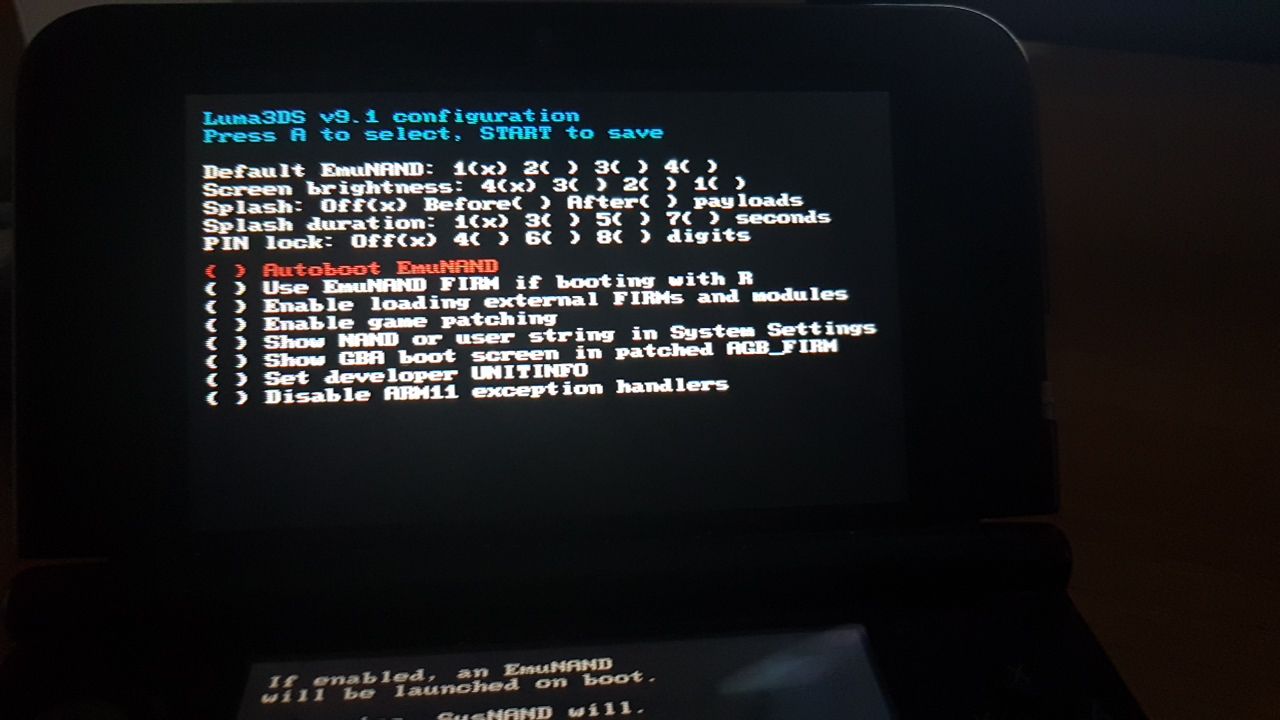 Luma3DS v9.1 configuration
Press A to select, START to save
Default EmuNAND: 1(x) 2( ) 3( ) 4( )
Screen brightness: 4(x) 3( ) 2( ) 1( )
Splash: Off(x) Before( ) After( ) payloads
Splash duration: 1(x) 3( ) 5( ) 7( ) seconds
PIN lock: Off(x) 4( ) 6( ) 8( ) digits
( ) Autoboot EmuNAND
( ) Use EmuNAND FIRM if booting with R
( ) Enable loading external FIRMs and modules
( ) Enable game patching
( ) Show NAND or user string in System Settings
( ) Show GBA boot screen in patched AGB_FIRM
( ) Set developer UNITINFO
( ) Disable ARM11 exception handlers
If enabled, an EmuNAND
will be launched on boot.
SysNAND will.